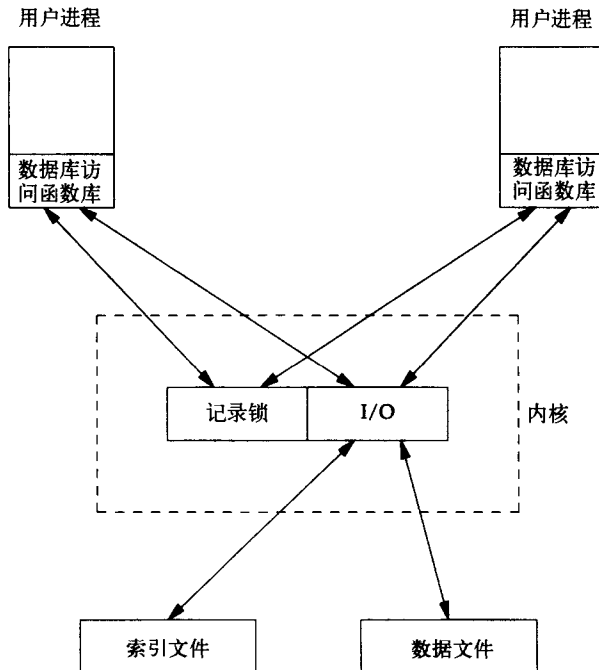 用户进程
用户进程
数据库访
问函数库
数据库访
问函数库
记录锁
I/O
内核
索引文件
数据文件